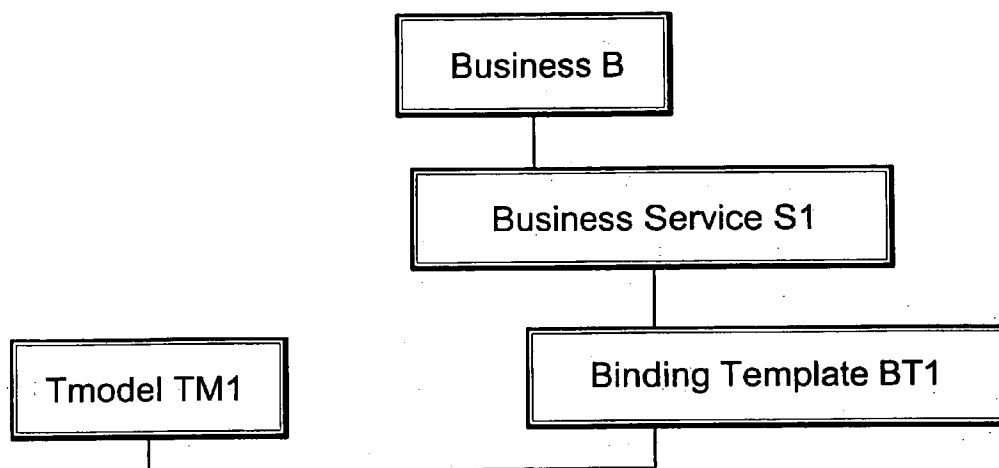 Business B
Business Service S1
Tmodel TM1
Binding Template BT1